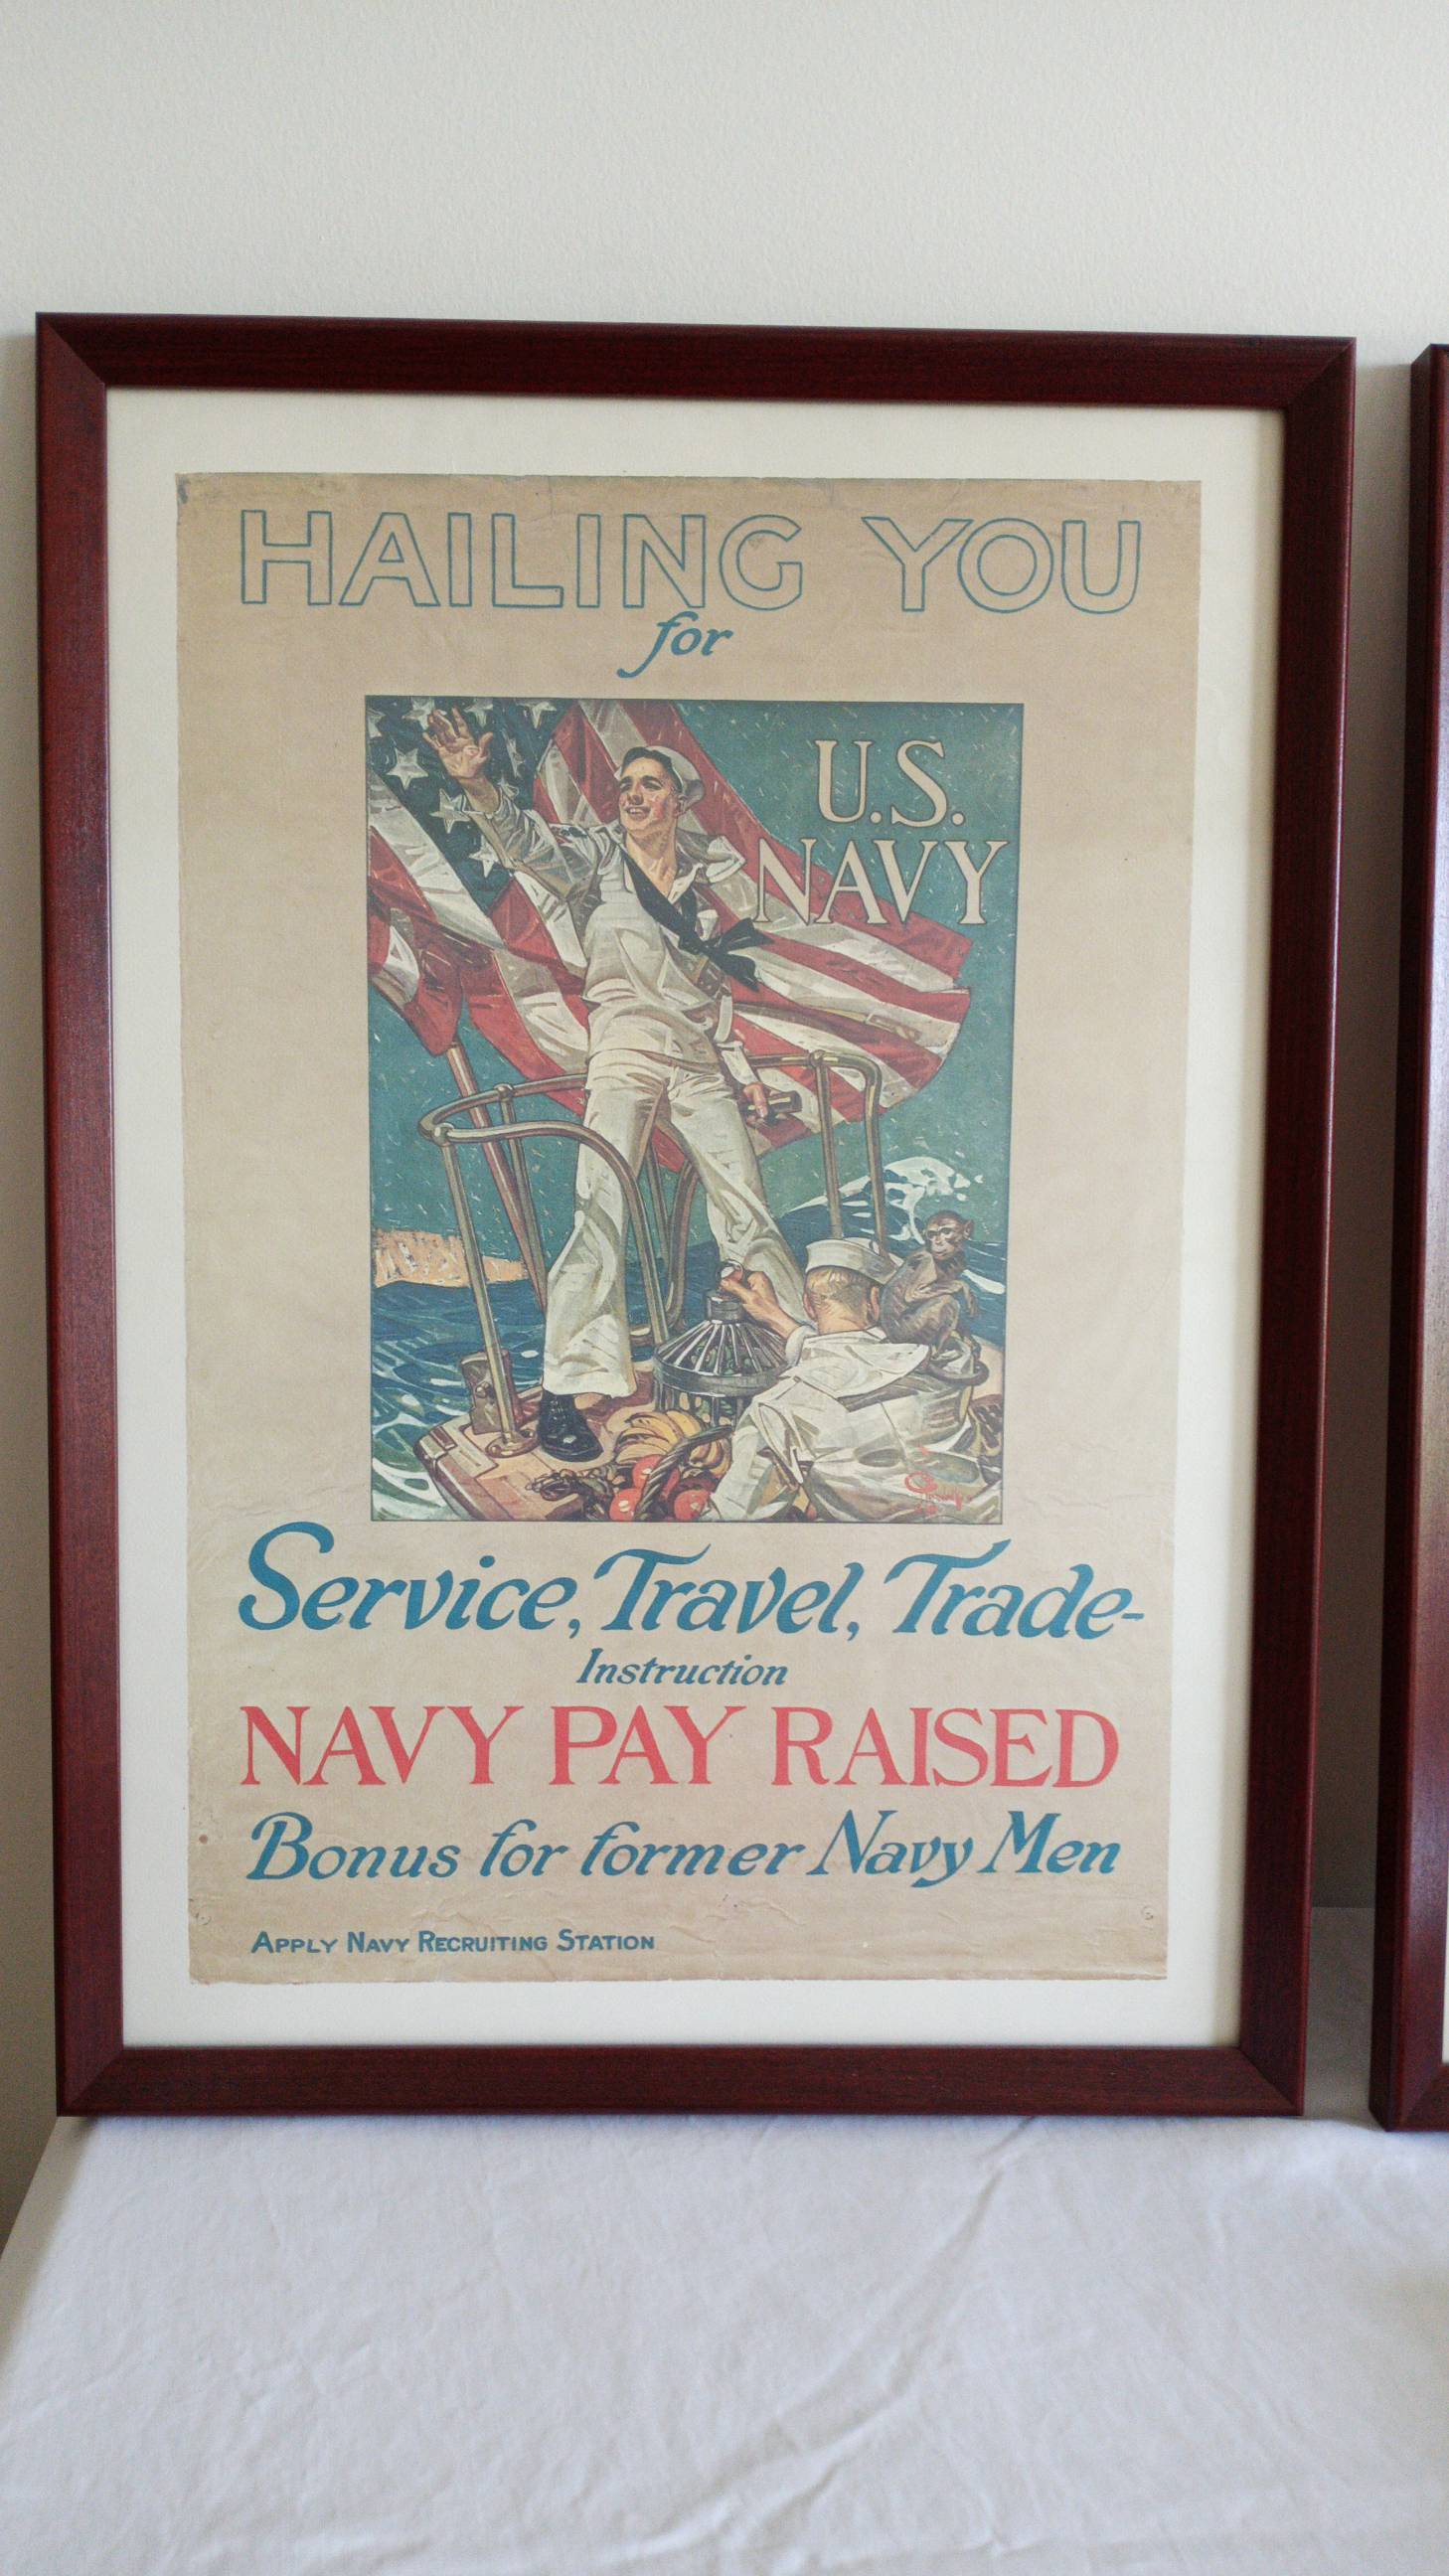 HAILING YOU
for
U.S.
NAVY
Service, Travel, Trade-
Instruction
NAVY PAY RAISED
Bonus for former Navy Men
APPLY NAVY RECRUITING STATION